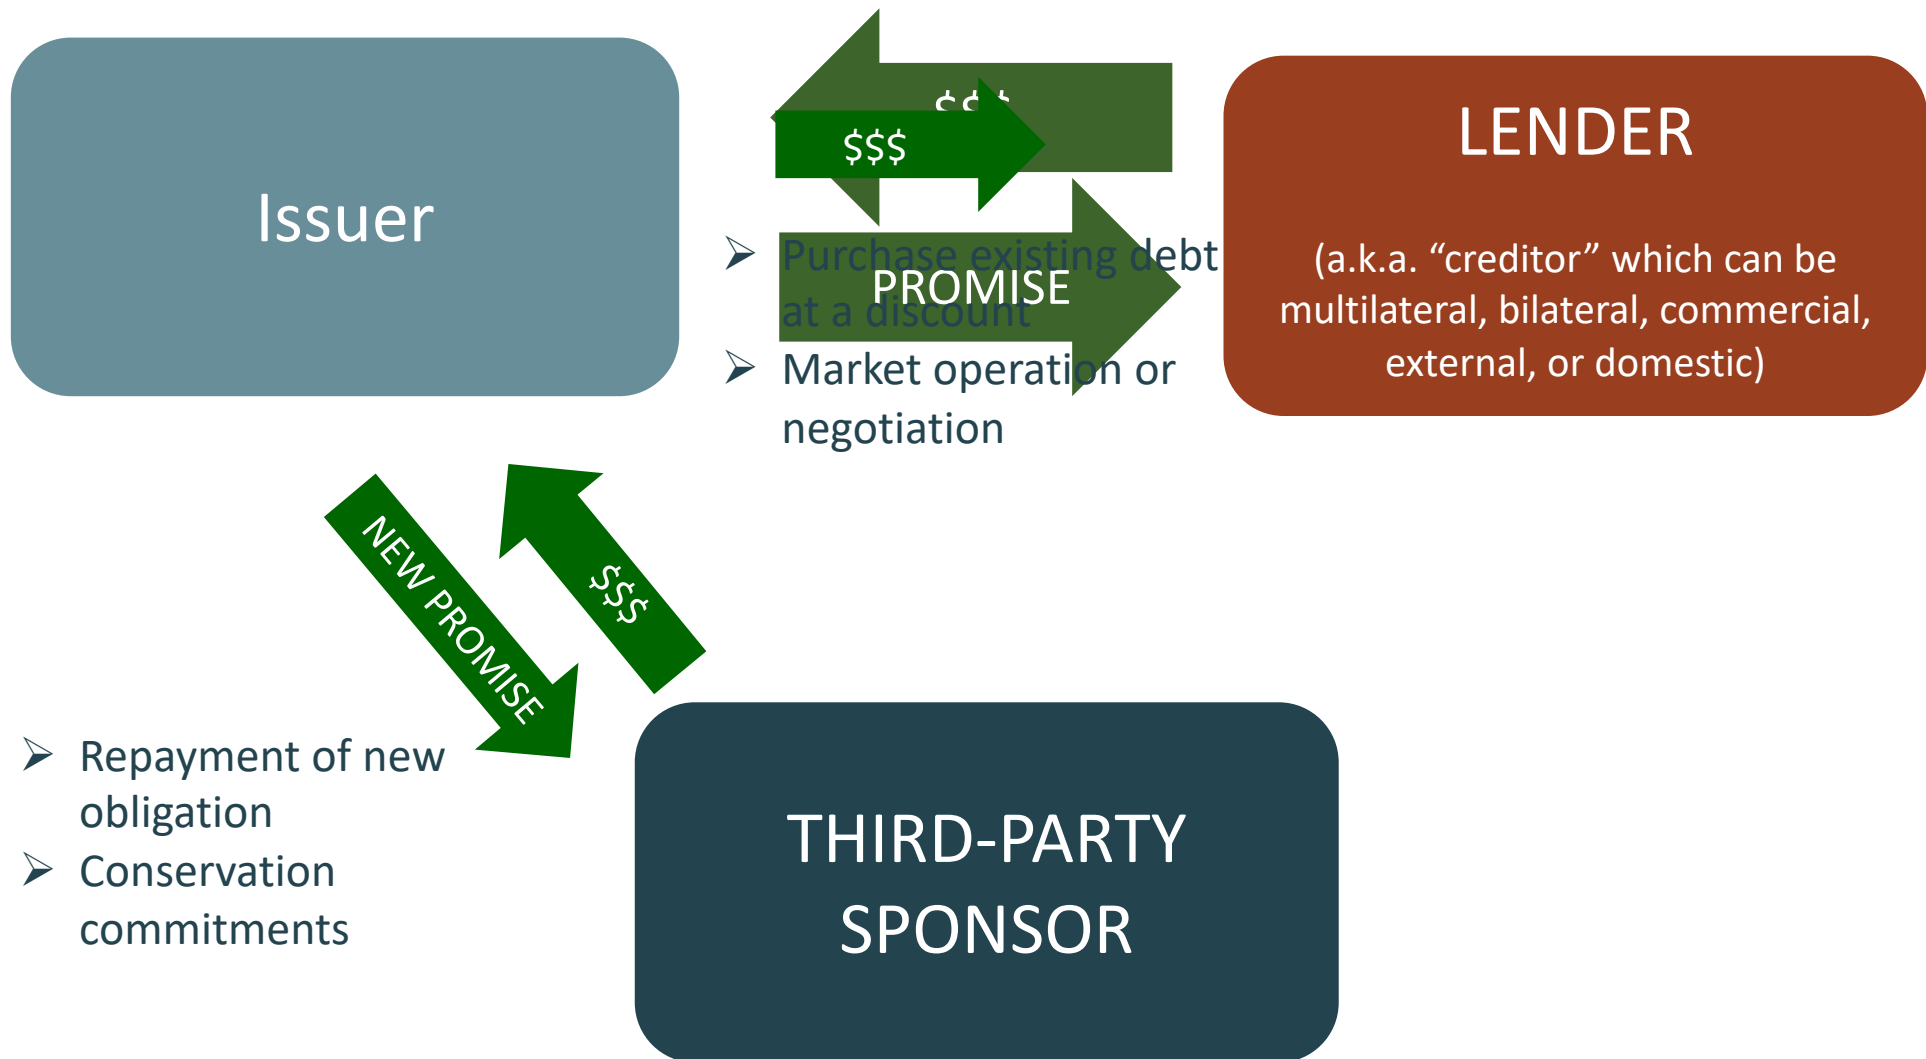 Issuer
$$$
$$$
PROMISE
➢ Purchase existing debt
at a discount
➢ Market operation or
negotiation
LENDER
(a.k.a. “creditor” which can be
multilateral, bilateral, commercial,
external, or domestic)
NEW PROMISE
$$$
➢ Repayment of new
obligation
➢ Conservation
commitments
THIRD-PARTY
SPONSOR